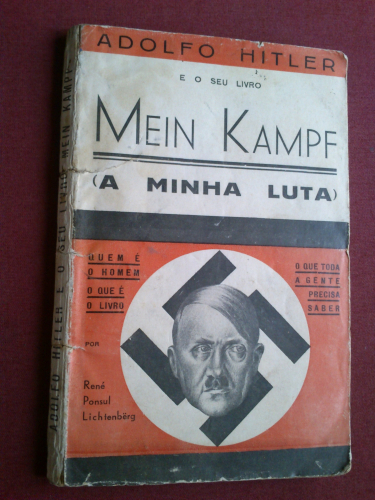 ADOLFO HITLER
E O SEU LIVRO
MEIN KAMPF
(A MINHA LUTA)
QUEM É
O HOMEM
O QUE É
O LIVRO
O QUE TODA
A GENTE
PRECISA
SABER
POR
René
Ponsul
Lichtenbërg
ADOLFO HITLER E O SEU LIVRO MEIN KAMPF